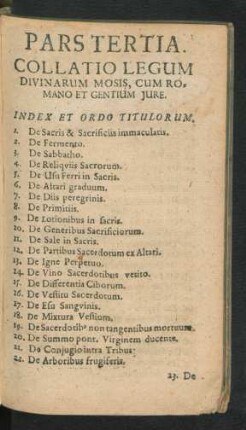 PARS TERTIA.
COLLATIO LEGUM
DIVINARUM MOSIS, CUM RO-
MANO ET GENTIUM JURE.
INDEX ET ORDO TITULORUM.
1. De Sacris & Sacrificiis immaculatis.
2. De Fermento.
3. De Sabbatho.
4. De Reliqviis Sacrorum.
5. De Usu Ferri in Sacris.
6. De Altari graduum.
7. De Diis peregrinis.
8. De Primitiis.
9. De Lotionibus in sacris.
10. De Generibus Sacrificiorum.
11. De Sale in Sacris.
12. De Partibus Sacerdotum ex Altari.
13. De Igne Perpetuo.
14. De Vino Sacerdotibus vetito.
15. De Differentis Ciborum.
16. De Vestitu Sacerdotum.
17. De Esu Sangvinis.
18. De Mixtura Vestium.
19. De Sacerdotibꝰ non tangentibus mortuum.
20. De Summo pont. Virginem ducente.
21. De Conjugio intra Tribus
22. De Arboribus frugiferis.
23. De